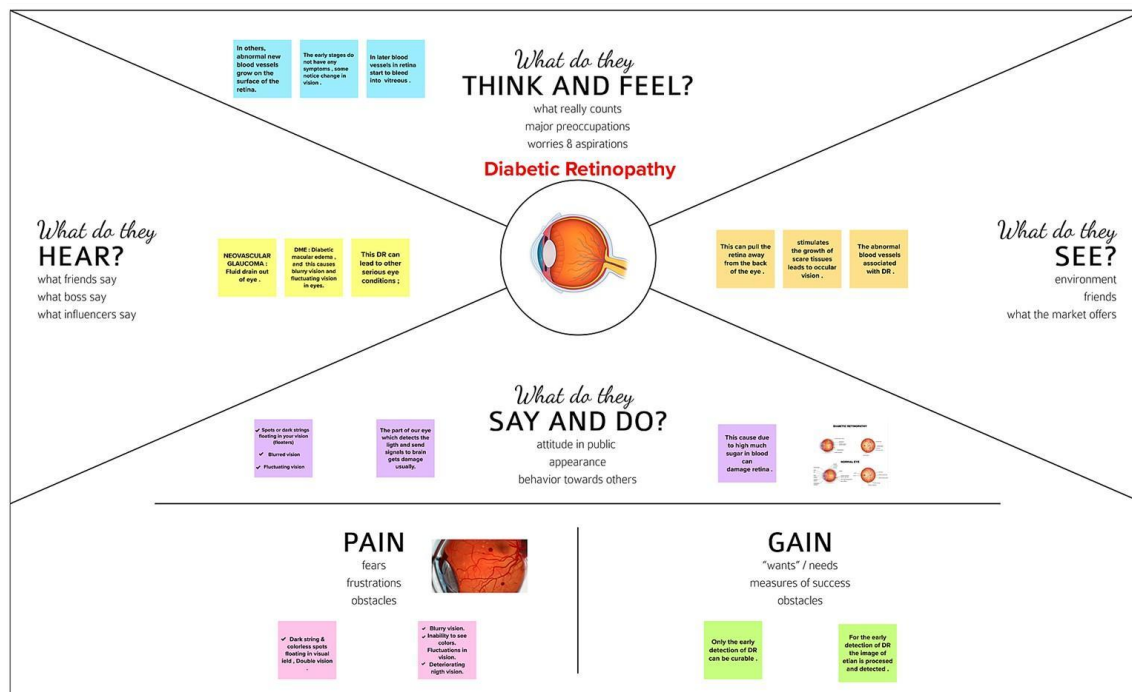 In others,
abnormal new
blood vessels
grow on the
surface of the
retina.
The early stages do
not have any
symptoms , some
notice change in
vision .
In later blood
vessels in retina
start to bleed
into vitreous .
What do they
THINK AND FEEL?
what really counts
major preoccupations
worries & aspirations
Diabetic Retinopathy
What do they
HEAR?
what friends say
what boss say
what influencers say
NEOVASCULAR
GLAUCOMA :
Fluid drain out
of eye .
DME : Diabetic
macular edema ,
and this causes
blurry vision and
fluctuating vision
in eyes.
This DR can
lead to other
serious eye
conditions ;
This can pull the
retina away
from the back
of the eye .
stimulates
the growth of
scare tissues
leads to occular
vision .
The abnormal
blood vessels
associated
with DR .
What do they
SEE?
environment
friends
what the market offers
What do they
SAY AND DO?
attitude in public
appearance
behavior towards others
✓ Spots or dark strings
floating in your vision
(floaters)
✓ Blurred vision
✓ Fluctuating vision
The part of our eye
which detects the
ligth and send
signals to brain
gets damage
usually.
This cause due
to high much
sugar in blood
can
damage retina .
DIABETIC RETINOPATHY
NORMAL EYE
PAIN
fears
frustrations
obstacles
✓ Dark string &
colorless spots
floating in visual
ield , Double vision
.
✓ Blurry vision.
✓ Inability to see
colors.
Fluctuations in
vision.
✓ Deteriorating
nigth vision.
GAIN
"wants" / needs
measures of success
obstacles
Only the early
detection of DR
can be curable .
For the early
detection of DR
the image of
etian is procesed
and detected .